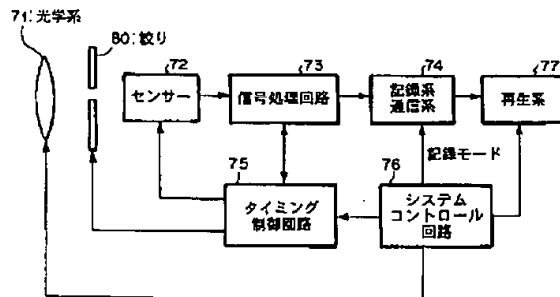 71:光学系
80:絞り
72
センサー
73
信号処理回路
74
記録系
通信系
77
再生系
記録モード
75
タイミング
制御回路
76
システム
コントロール
回路